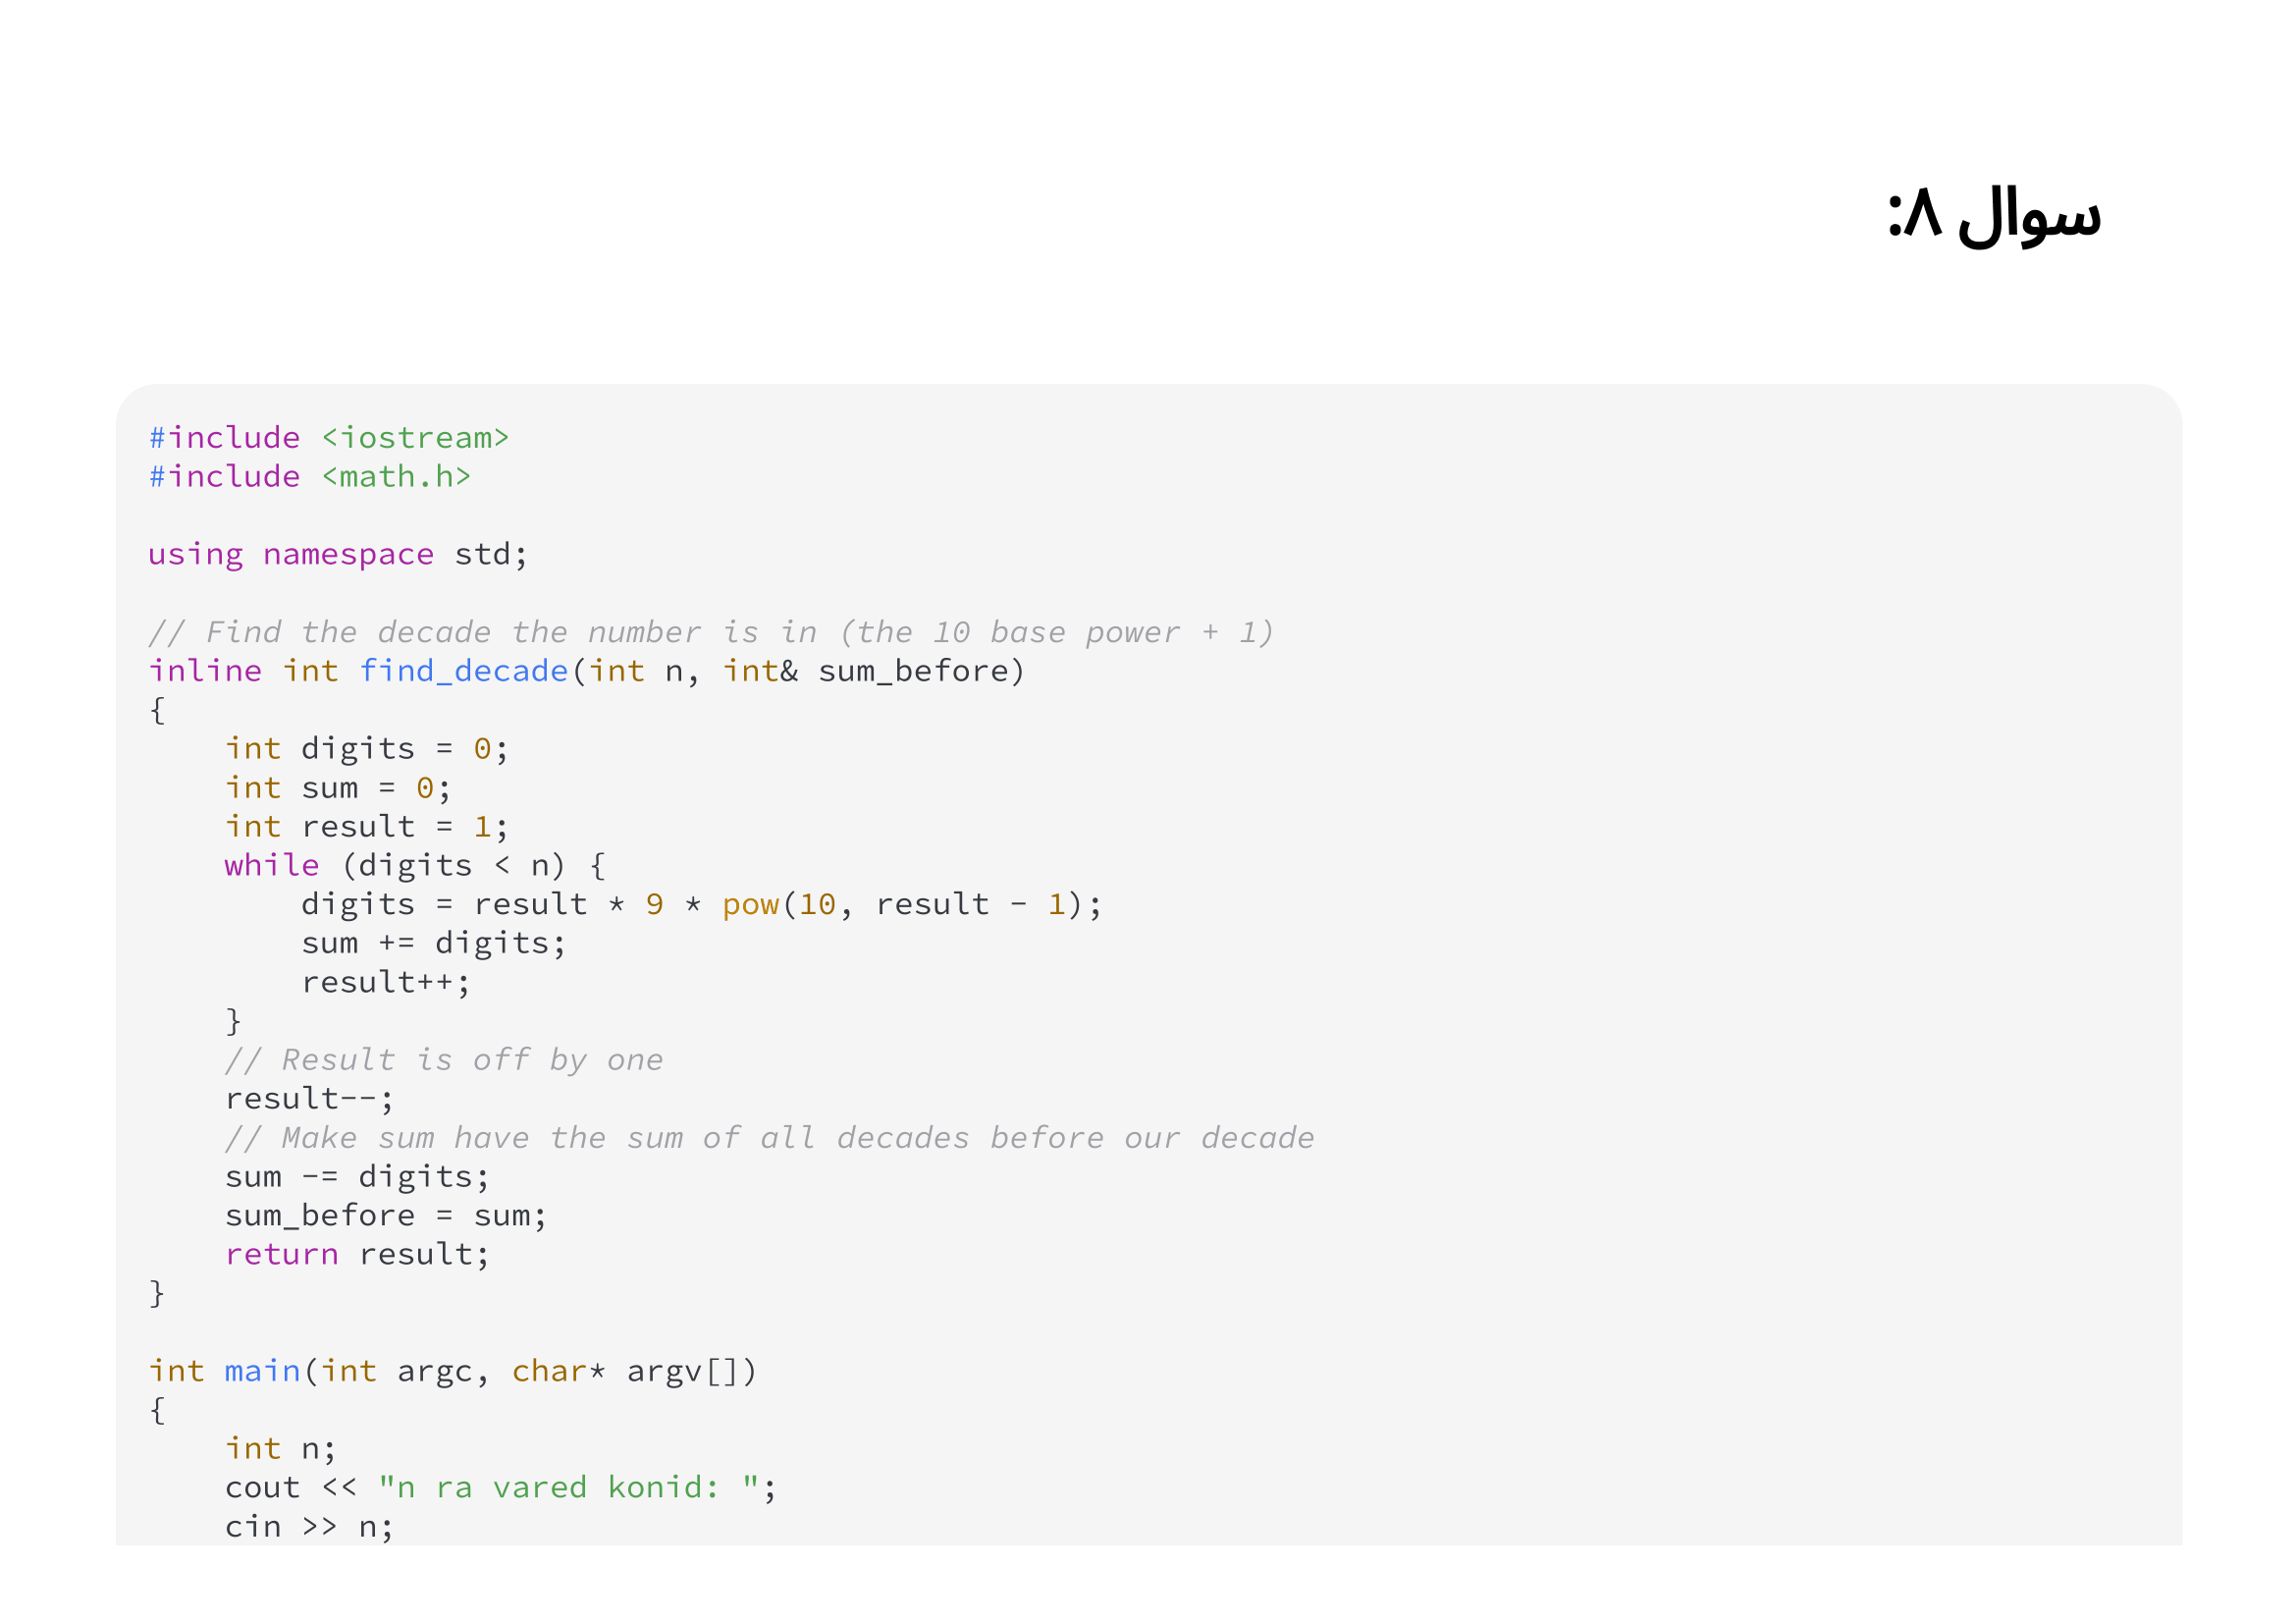 سوال ۸:
#include <iostream>
#include <math.h>
using namespace std;
// Find the decade the number is in (the 10 base power + 1)
inline int find_decade(int n, int& sum_before)
{
    int digits = 0;
    int sum = 0;
    int result = 1;
    while (digits < n) {
        digits = result * 9 * pow(10, result - 1);
        sum += digits;
        result++;
    }
    // Result is off by one
    result--;
    // Make sum have the sum of all decades before our decade
    sum -= digits;
    sum_before = sum;
    return result;
}
int main(int argc, char* argv[])
{
    int n;
    cout << "n ra vared konid: ";
    cin >> n;